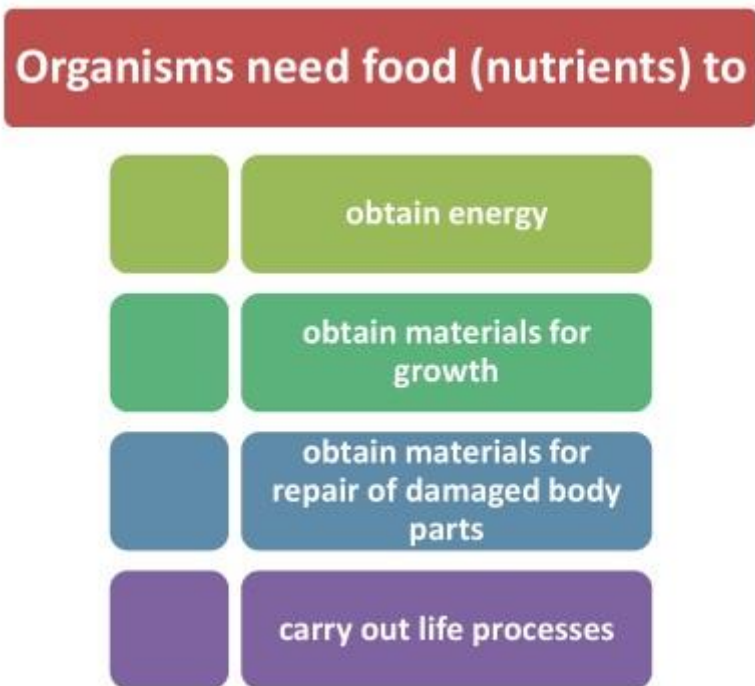 Organisms need food (nutrients) to
obtain energy
obtain materials for
growth
obtain materials for
repair of damaged body
parts
carry out life processes